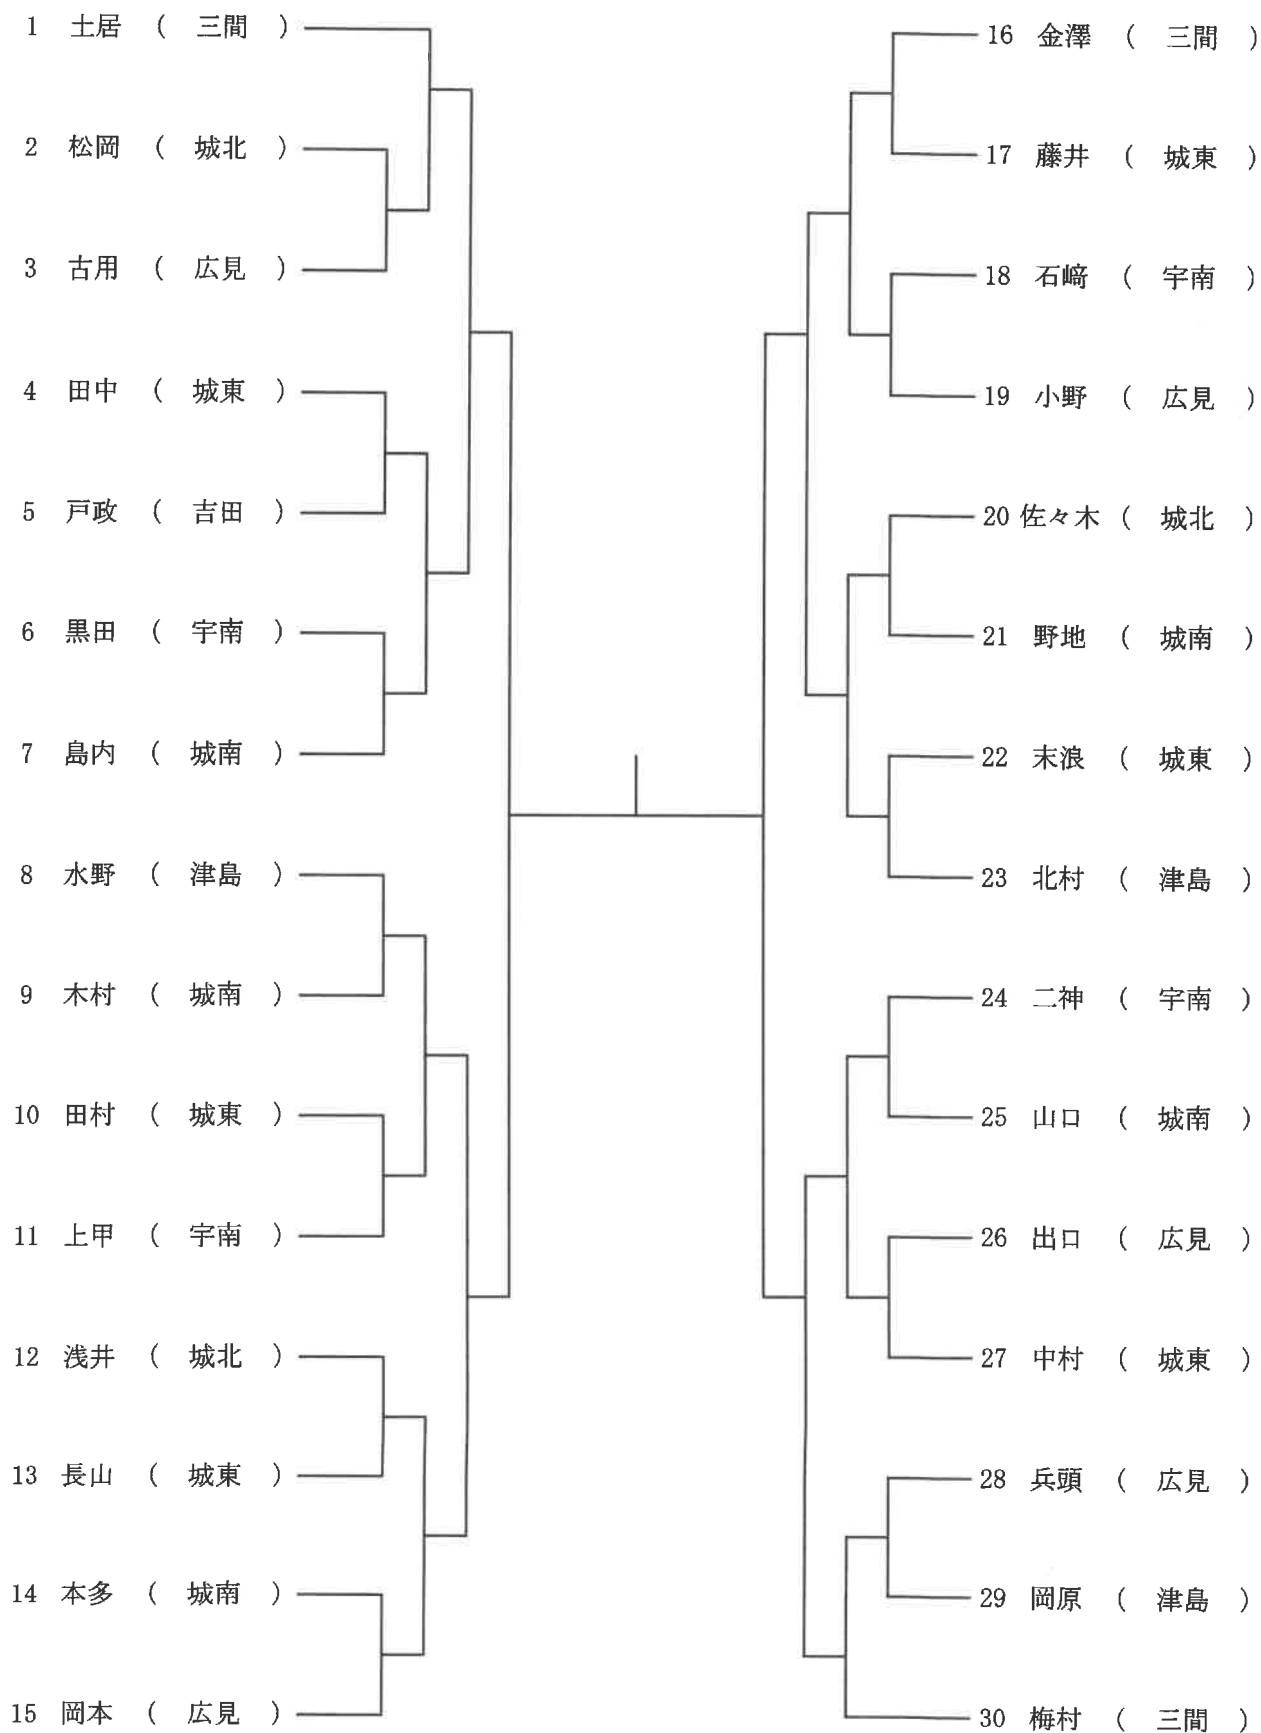 1 土居 ( 三間 )
2 松岡 ( 城北 )
3 古用 ( 広見 )
4 田中 ( 城東 )
5 戸政 ( 吉田 )
6 黒田 ( 宇南 )
7 島内 ( 城南 )
8 水野 ( 津島 )
9 木村 ( 城南 )
10 田村 ( 城東 )
11 上甲 ( 宇南 )
12 浅井 ( 城北 )
13 長山 ( 城東 )
14 本多 ( 城南 )
15 岡本 ( 広見 )
16 金澤 ( 三間 )
17 藤井 ( 城東 )
18 石﨑 ( 宇南 )
19 小野 ( 広見 )
20 佐々木 ( 城北 )
21 野地 ( 城南 )
22 末浪 ( 城東 )
23 北村 ( 津島 )
24 二神 ( 宇南 )
25 山口 ( 城南 )
26 出口 ( 広見 )
27 中村 ( 城東 )
28 兵頭 ( 広見 )
29 岡原 ( 津島 )
30 梅村 ( 三間 )